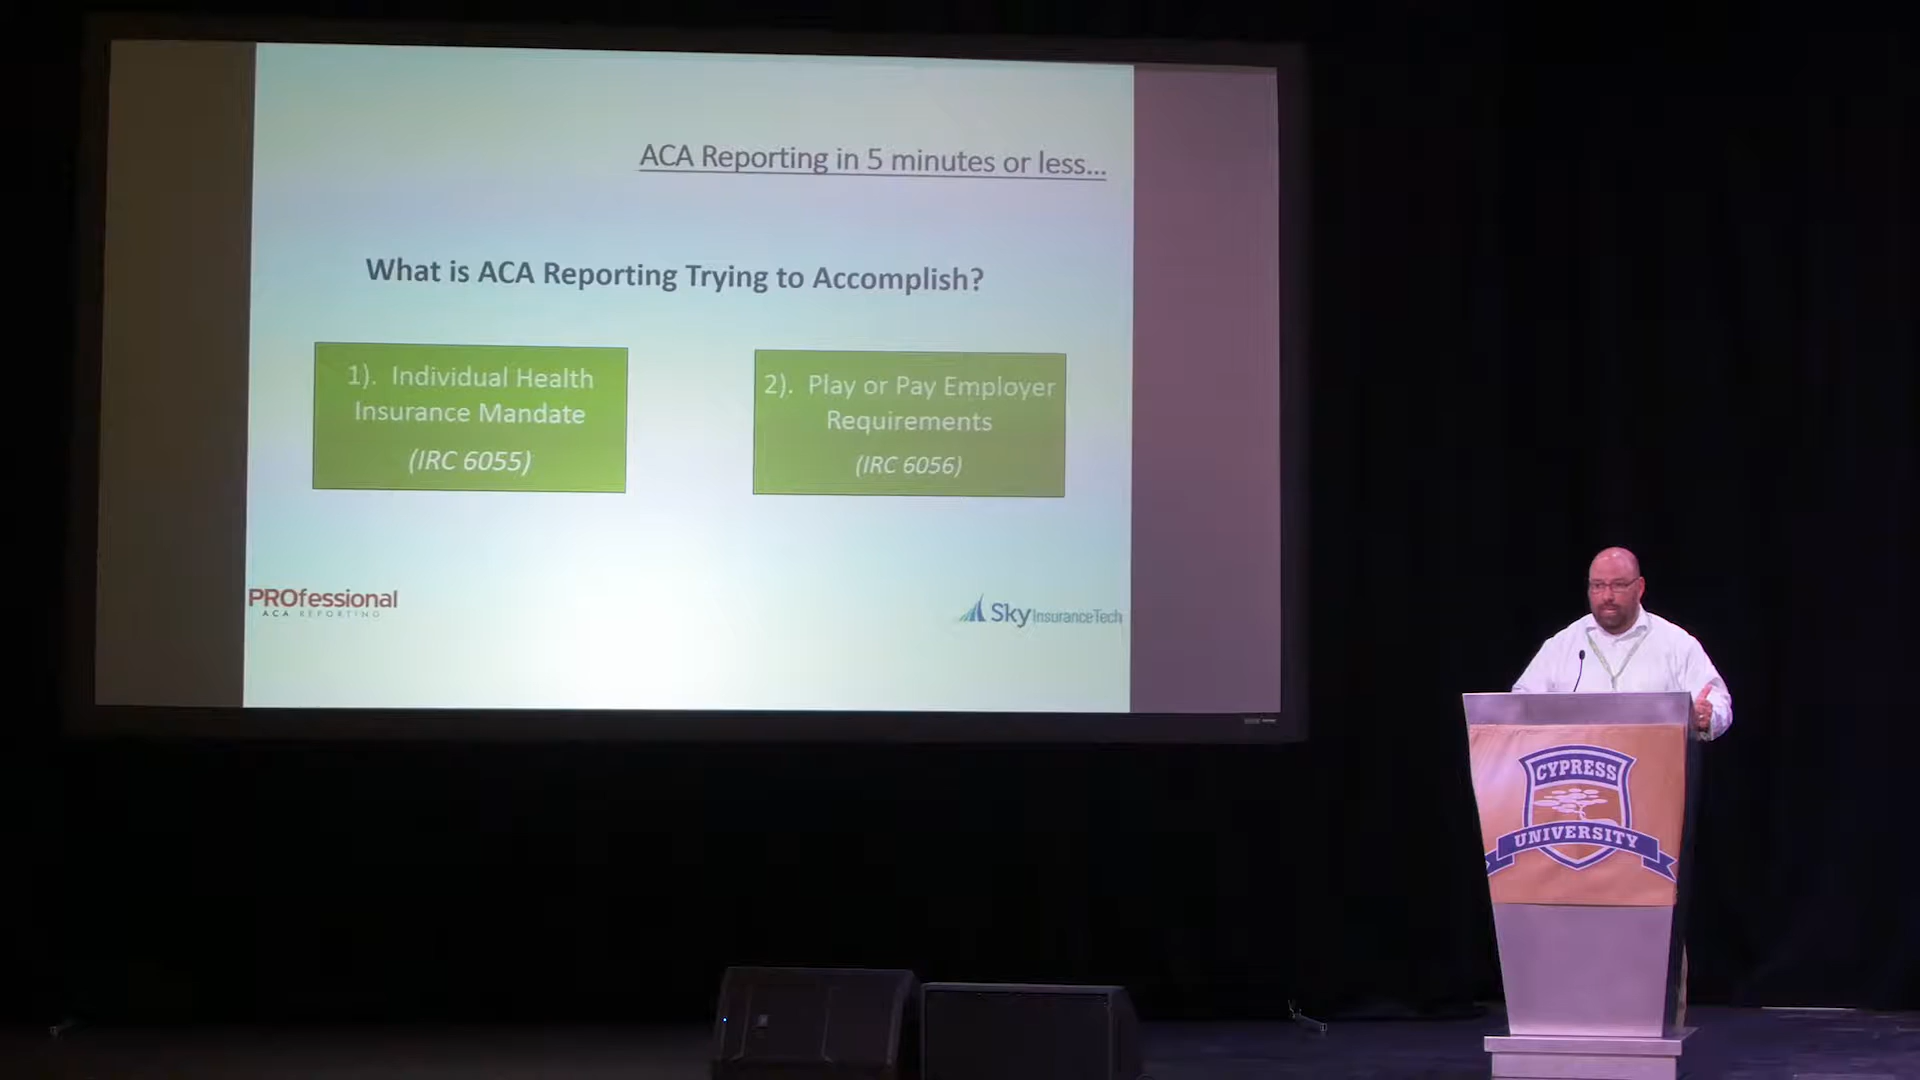 ACA Reporting in 5 minutes or less...
What is ACA Reporting Trying to Accomplish?
1). Individual Health
Insurance Mandate
(IRC 6055)
2). Play or Pay Employer
Requirements
(IRC 6056)
PROfessional
ACA REPORTING
Sky InsuranceTech
CYPRESS
UNIVERSITY